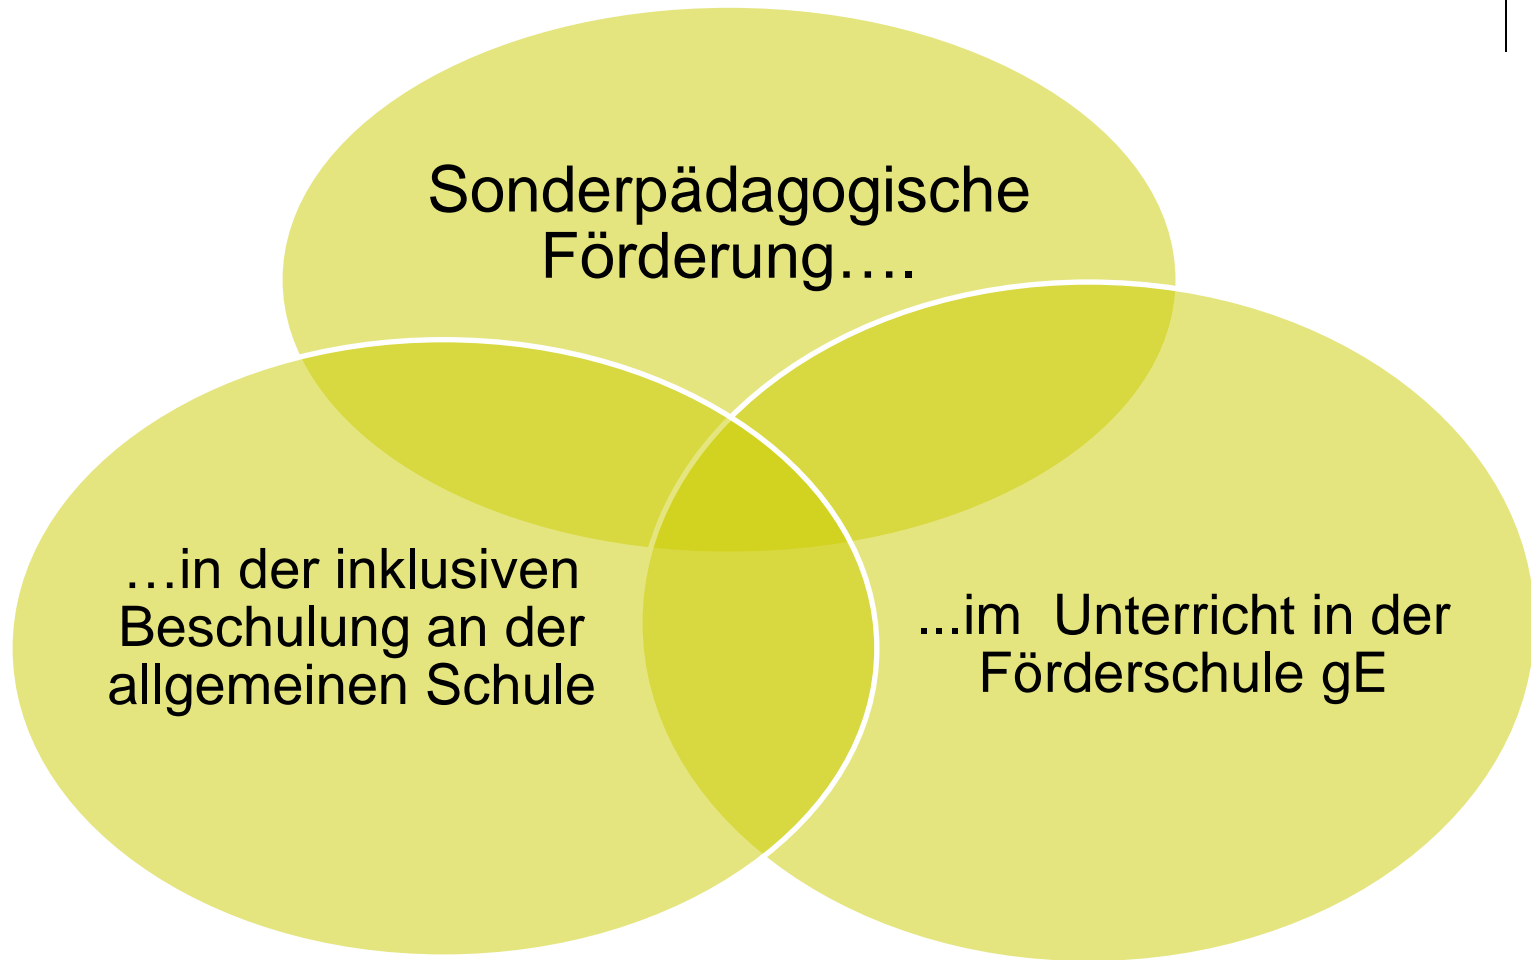 Sonderpädagogische
Förderung….
…in der inklusiven
Beschulung an der
allgemeinen Schule
...im  Unterricht in der
Förderschule gE